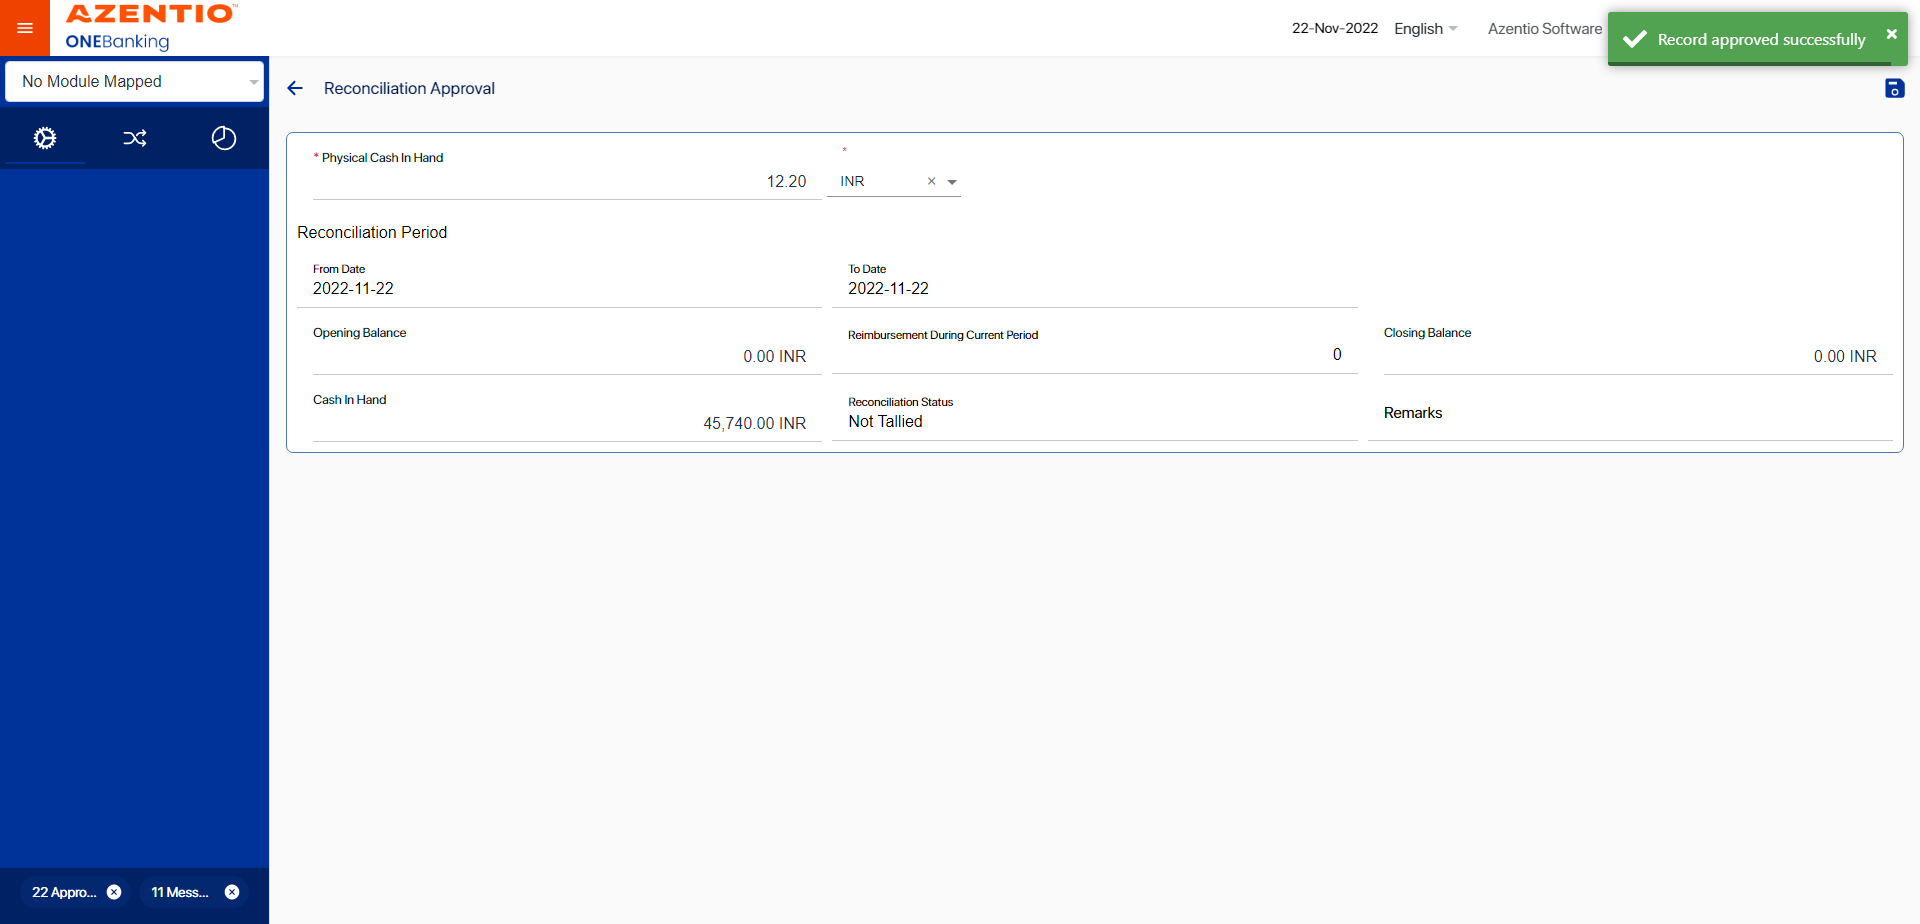 AZENTIO™
ONEBanking
22-Nov-2022 English Azentio Software
Record approved successfully ×
No Module Mapped
Reconciliation Approval
* Physical Cash In Hand *
12.20 INR ×
Reconciliation Period
From Date To Date
2022-11-22 2022-11-22
Opening Balance Reimbursement During Current Period Closing Balance
0.00 INR 0 0.00 INR
Cash In Hand Reconciliation Status Remarks
45,740.00 INR Not Tallied
22 Appro... 11 Mess...